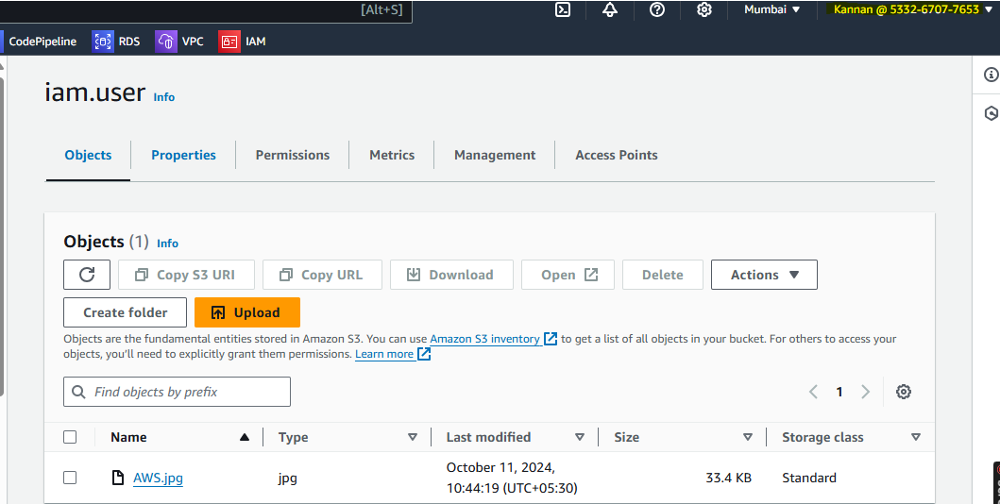 [Alt+S] Mumbai Kannan @ 5332-6707-7653
CodePipeline RDS VPC IAM
iam.user Info
Objects Properties Permissions Metrics Management Access Points
Objects (1) Info
Copy S3 URI Copy URL Download Open Delete Actions
Create folder Upload
Objects are the fundamental entities stored in Amazon S3. You can use Amazon S3 inventory to get a list of all objects in your bucket. For others to access your
objects, you'll need to explicitly grant them permissions. Learn more
Find objects by prefix 1
Name Type Last modified Size Storage class
AWS.jpg jpg October 11, 2024, 33.4 KB Standard
10:44:19 (UTC+05:30)